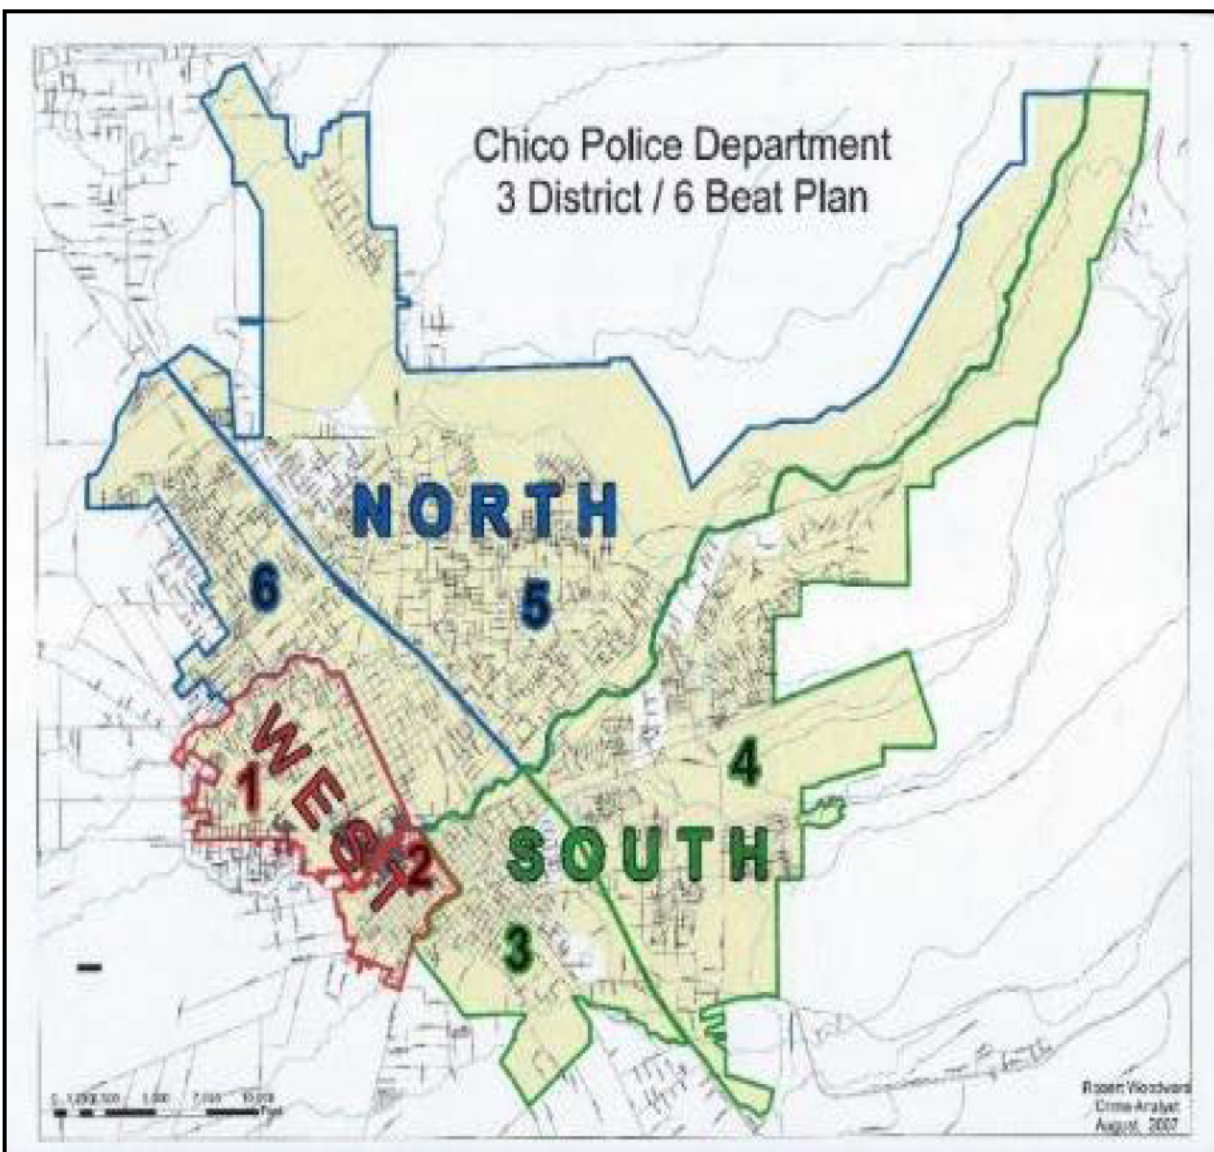 Chico Police Department
3 District / 6 Beat Plan
NORTH
6
5
WEST
1
2
4
SOUTH
3
Feet
Crime Analyst
August, 2007